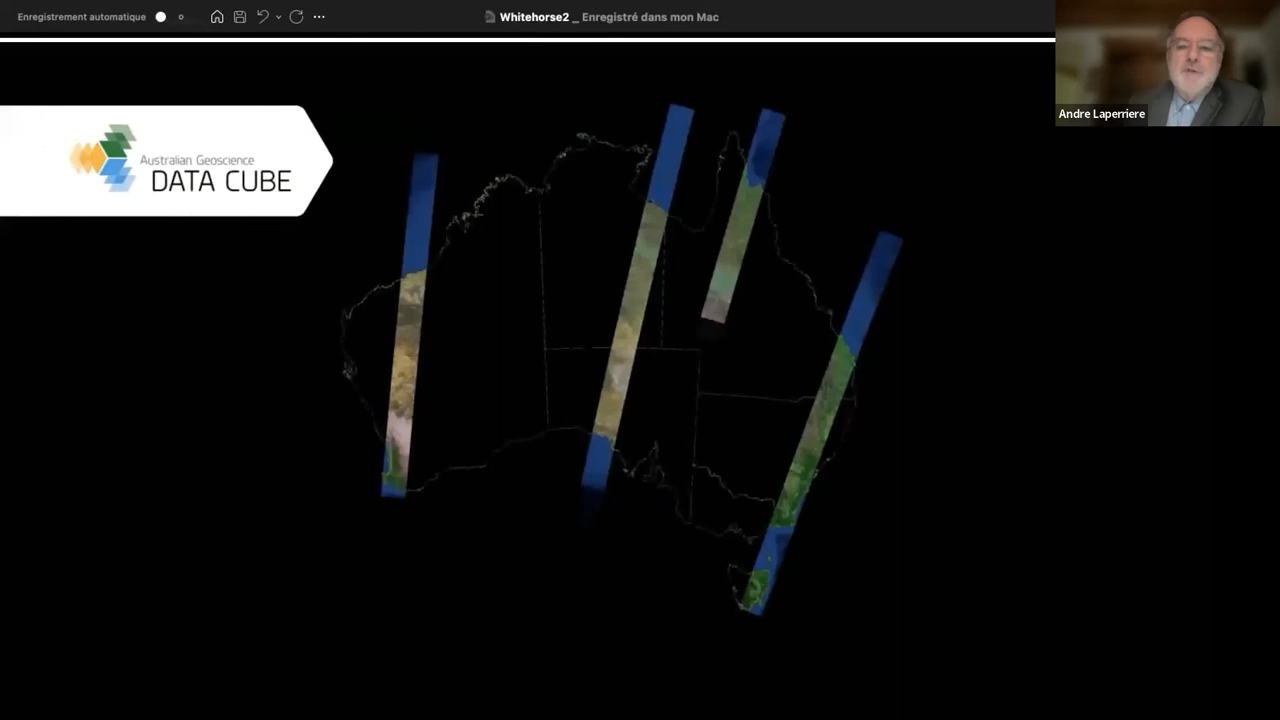 Enregistrement automatique
Whitehorse2 _ Enregistré dans mon Mac
Andre Laperriere
Australian Geoscience
DATA CUBE